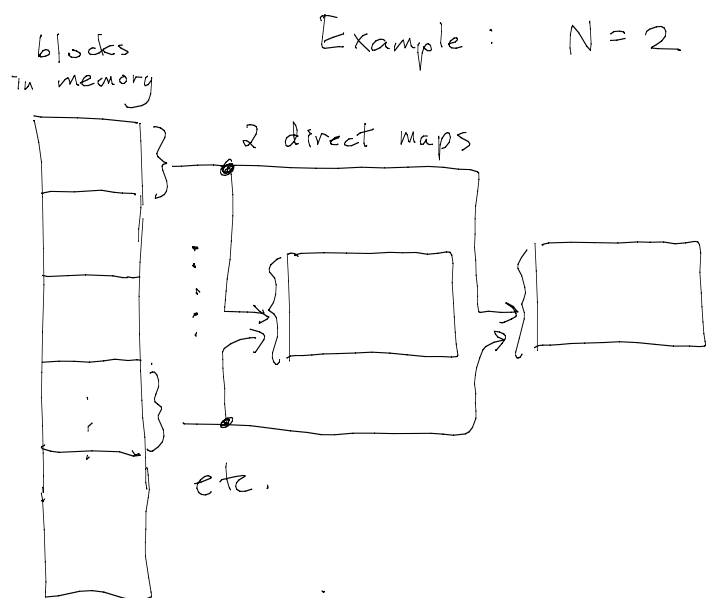 Example : N = 2
blocks
in memory
2 direct maps
etc.